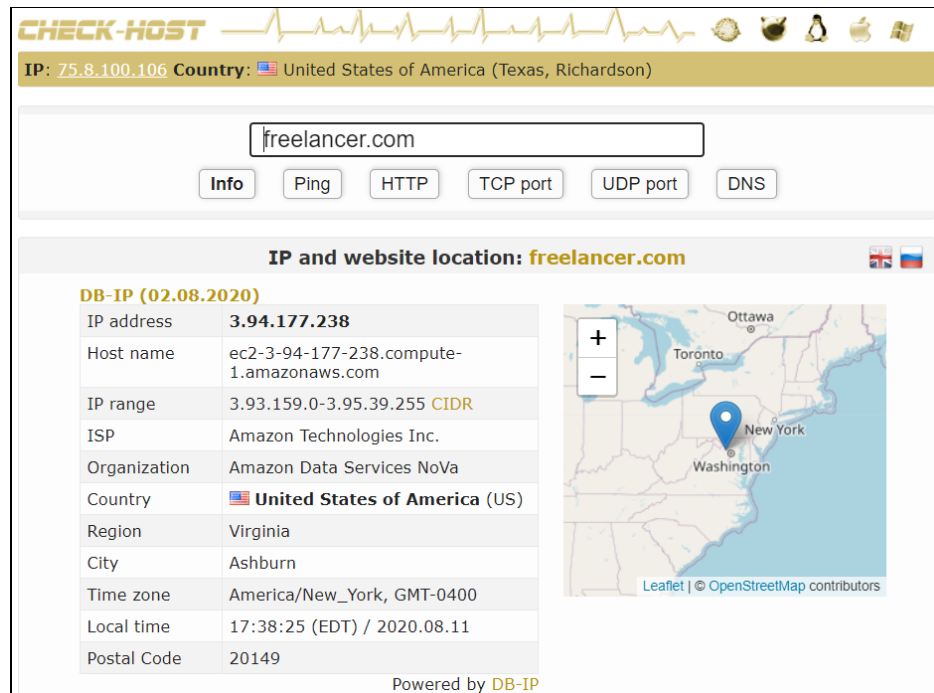 CHECK-HOST
IP: 75.8.100.106 Country: United States of America (Texas, Richardson)
freelancer.com
Info Ping HTTP TCP port UDP port DNS
IP and website location: freelancer.com
DB-IP (02.08.2020)
IP address 3.94.177.238
Host name ec2-3-94-177-238.compute-
1.amazonaws.com
IP range 3.93.159.0-3.95.39.255 CIDR
ISP Amazon Technologies Inc.
Organization Amazon Data Services NoVa
Country United States of America (US)
Region Virginia
City Ashburn
Time zone America/New_York, GMT-0400
Local time 17:38:25 (EDT) / 2020.08.11
Postal Code 20149
Powered by DB-IP
+
−
Ottawa
Toronto
New York
Washington
Leaflet | © OpenStreetMap contributors